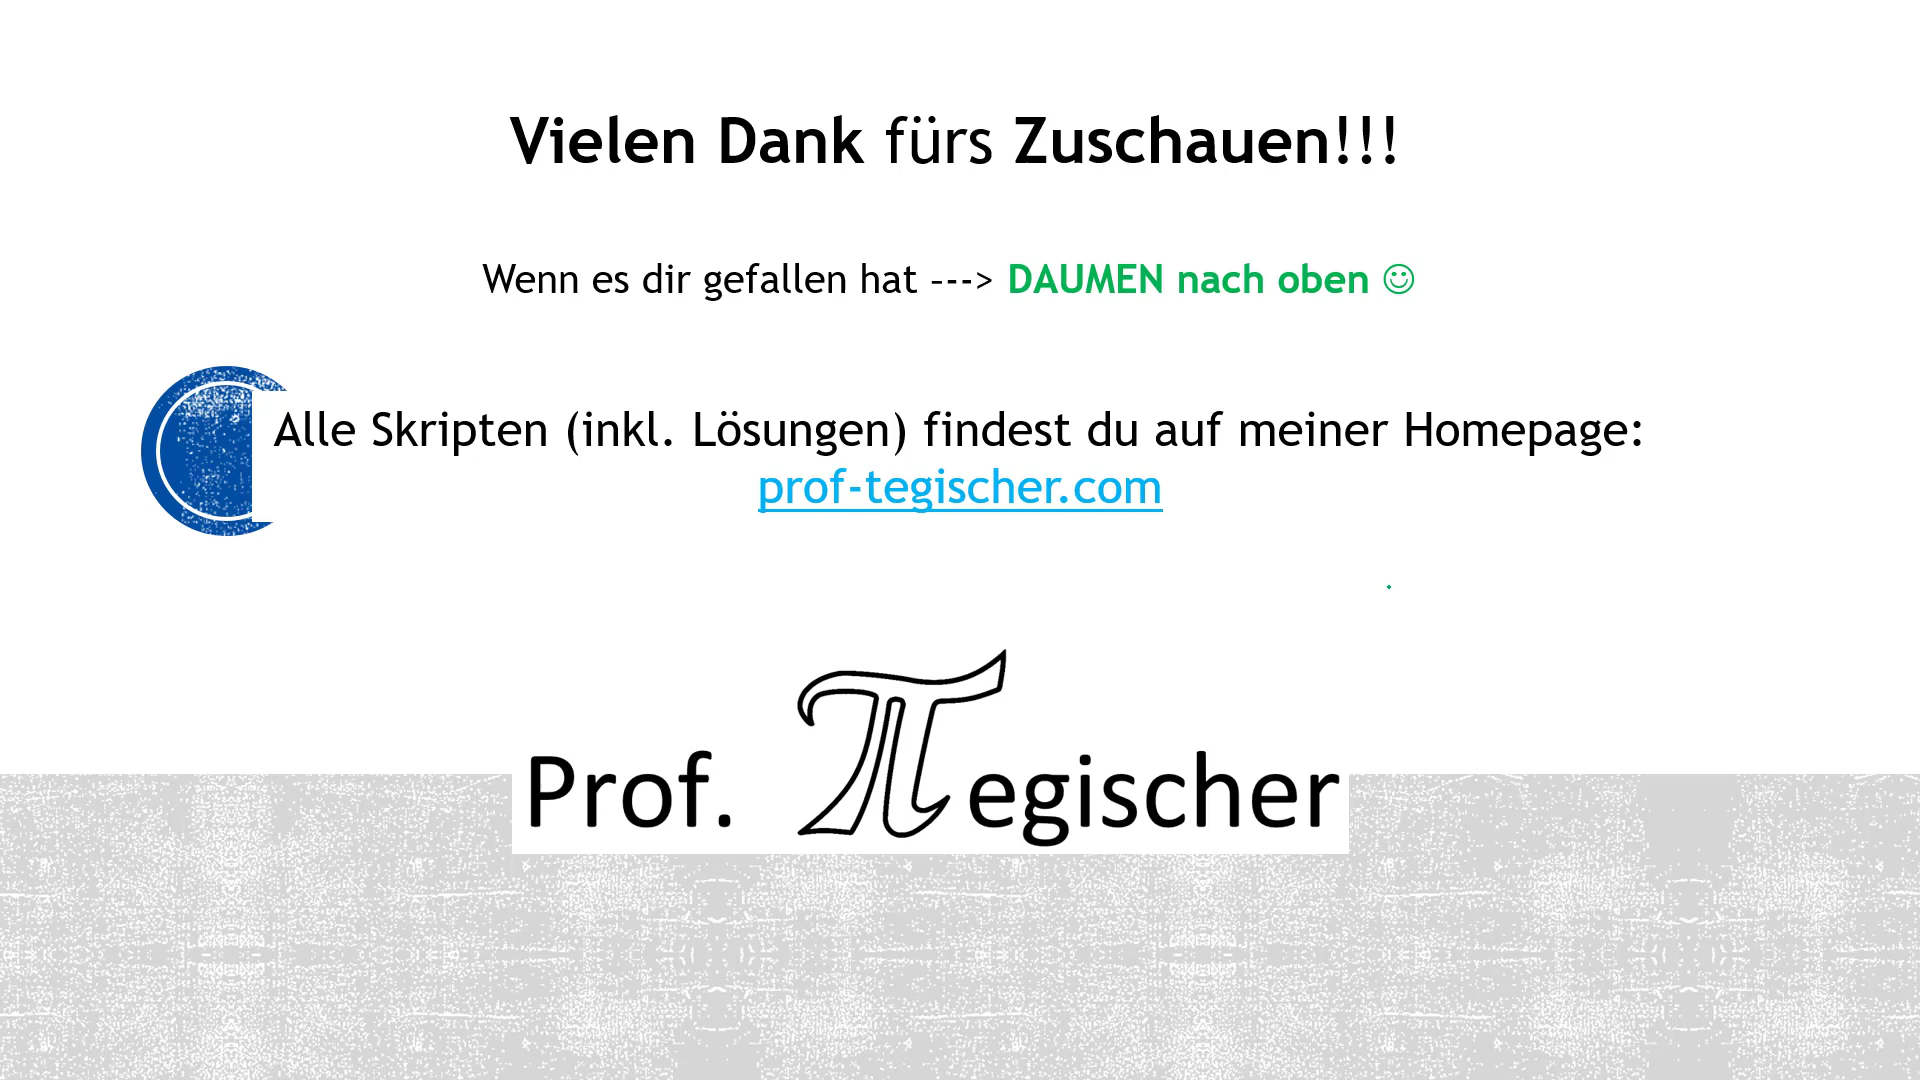 Vielen Dank fürs Zuschauen!!!
Wenn es dir gefallen hat ---> DAUMEN nach oben ☺
Alle Skripten (inkl. Lösungen) findest du auf meiner Homepage:
prof-tegischer.com
Prof. πegischer